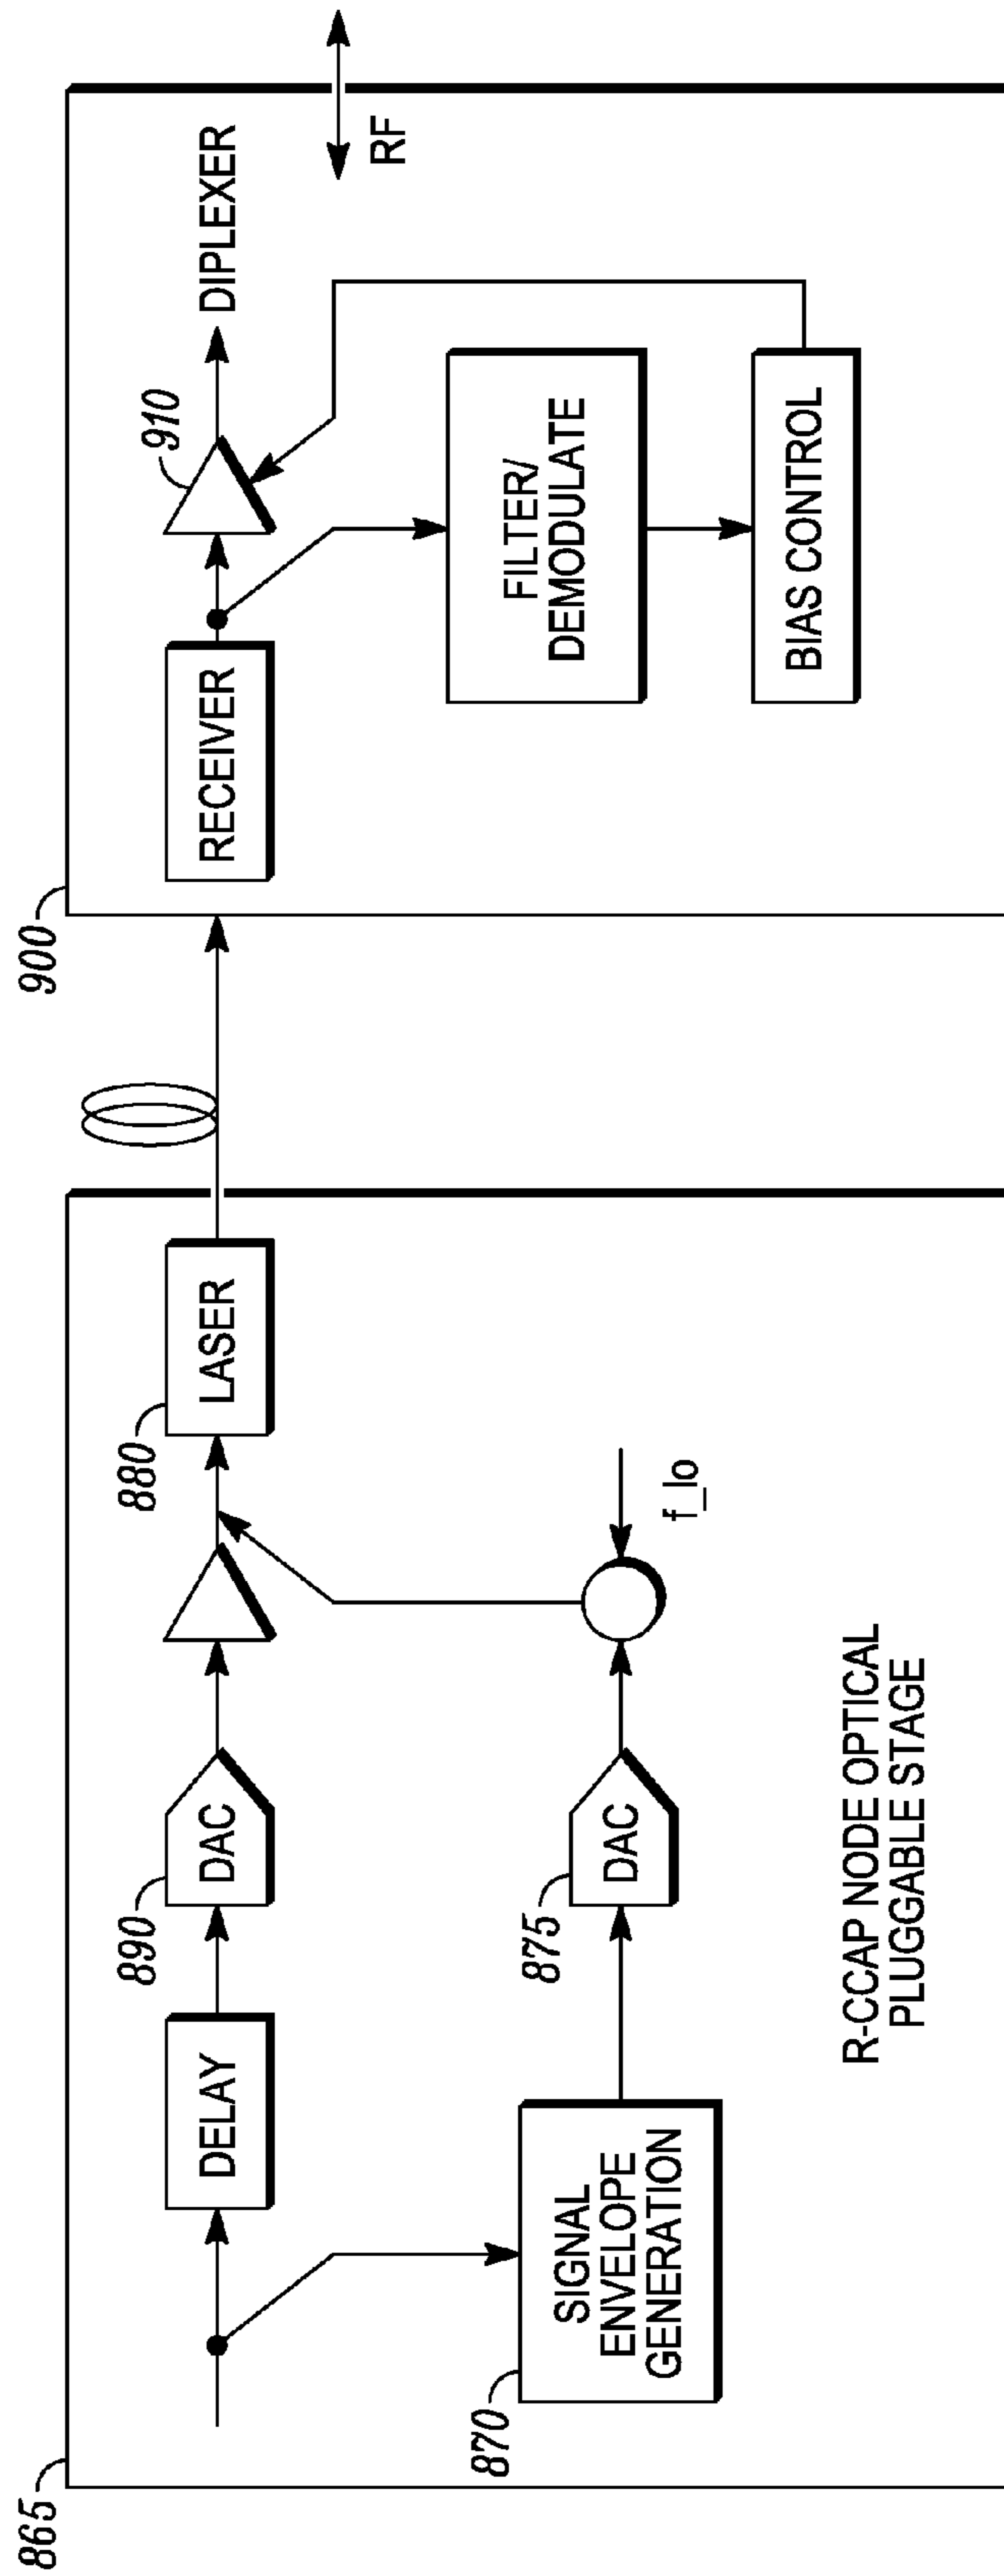 865
DELAY
890
DAC
880
LASER
870
SIGNAL
ENVELOPE
GENERATION
875
DAC
f_lo
R-CCAP NODE OPTICAL
PLUGGABLE STAGE
900
RECEIVER
910
DIPLEXER
RF
FILTER/
DEMODULATE
BIAS CONTROL